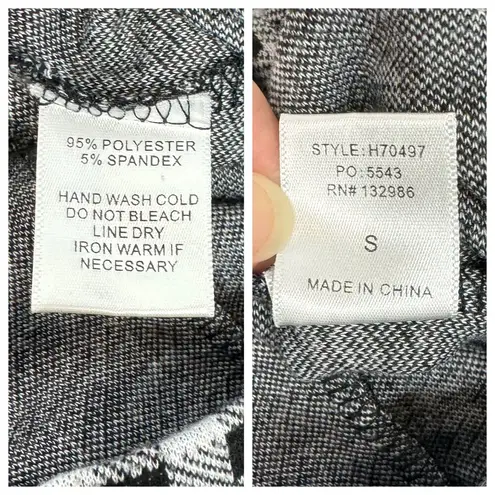 95% POLYESTER
5% SPANDEX
HAND WASH COLD
DO NOT BLEACH
LINE DRY
IRON WARM IF
NECESSARY
STYLE: H70497
PO: 5543
RN# 132986
S
MADE IN CHINA